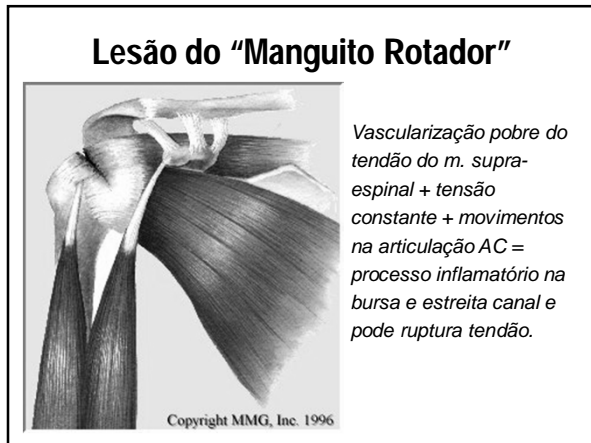 Lesão do “Manguito Rotador”
Vascularização pobre do
tendão do m. supra-
espinal + tensão
constante + movimentos
na articulação AC =
processo inflamatório na
bursa e estreita canal e
pode ruptura tendão.
Copyright MMG, Inc. 1996